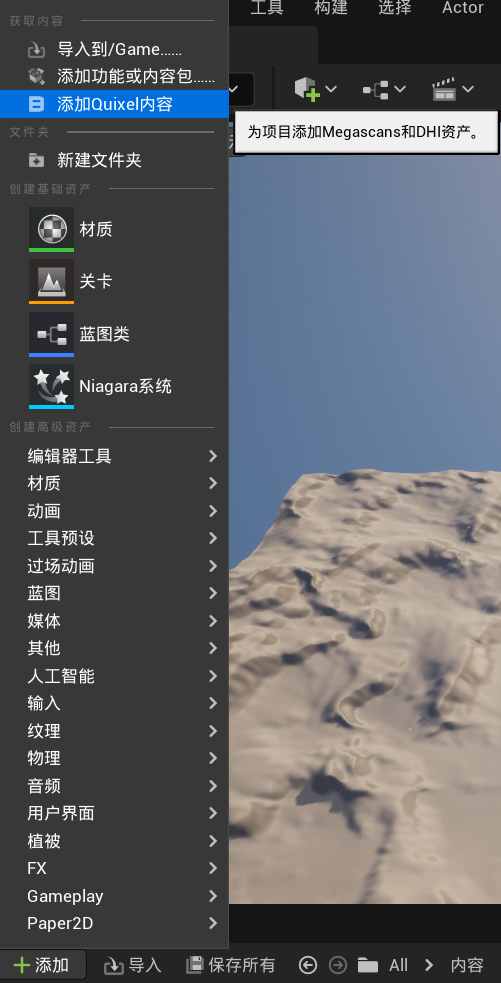 工具 构建 选择 Actor
获取内容
导入到/Game......
添加功能或内容包......
添加Quixel内容
为项目添加Megascans和DHI资产。
文件夹
新建文件夹
创建基础资产
材质
关卡
蓝图类
Niagara系统
创建高级资产
编辑器工具
材质
动画
工具预设
过场动画
蓝图
媒体
其他
人工智能
输入
纹理
物理
音频
用户界面
植被
FX
Gameplay
Paper2D
添加 导入 保存所有 All 内容